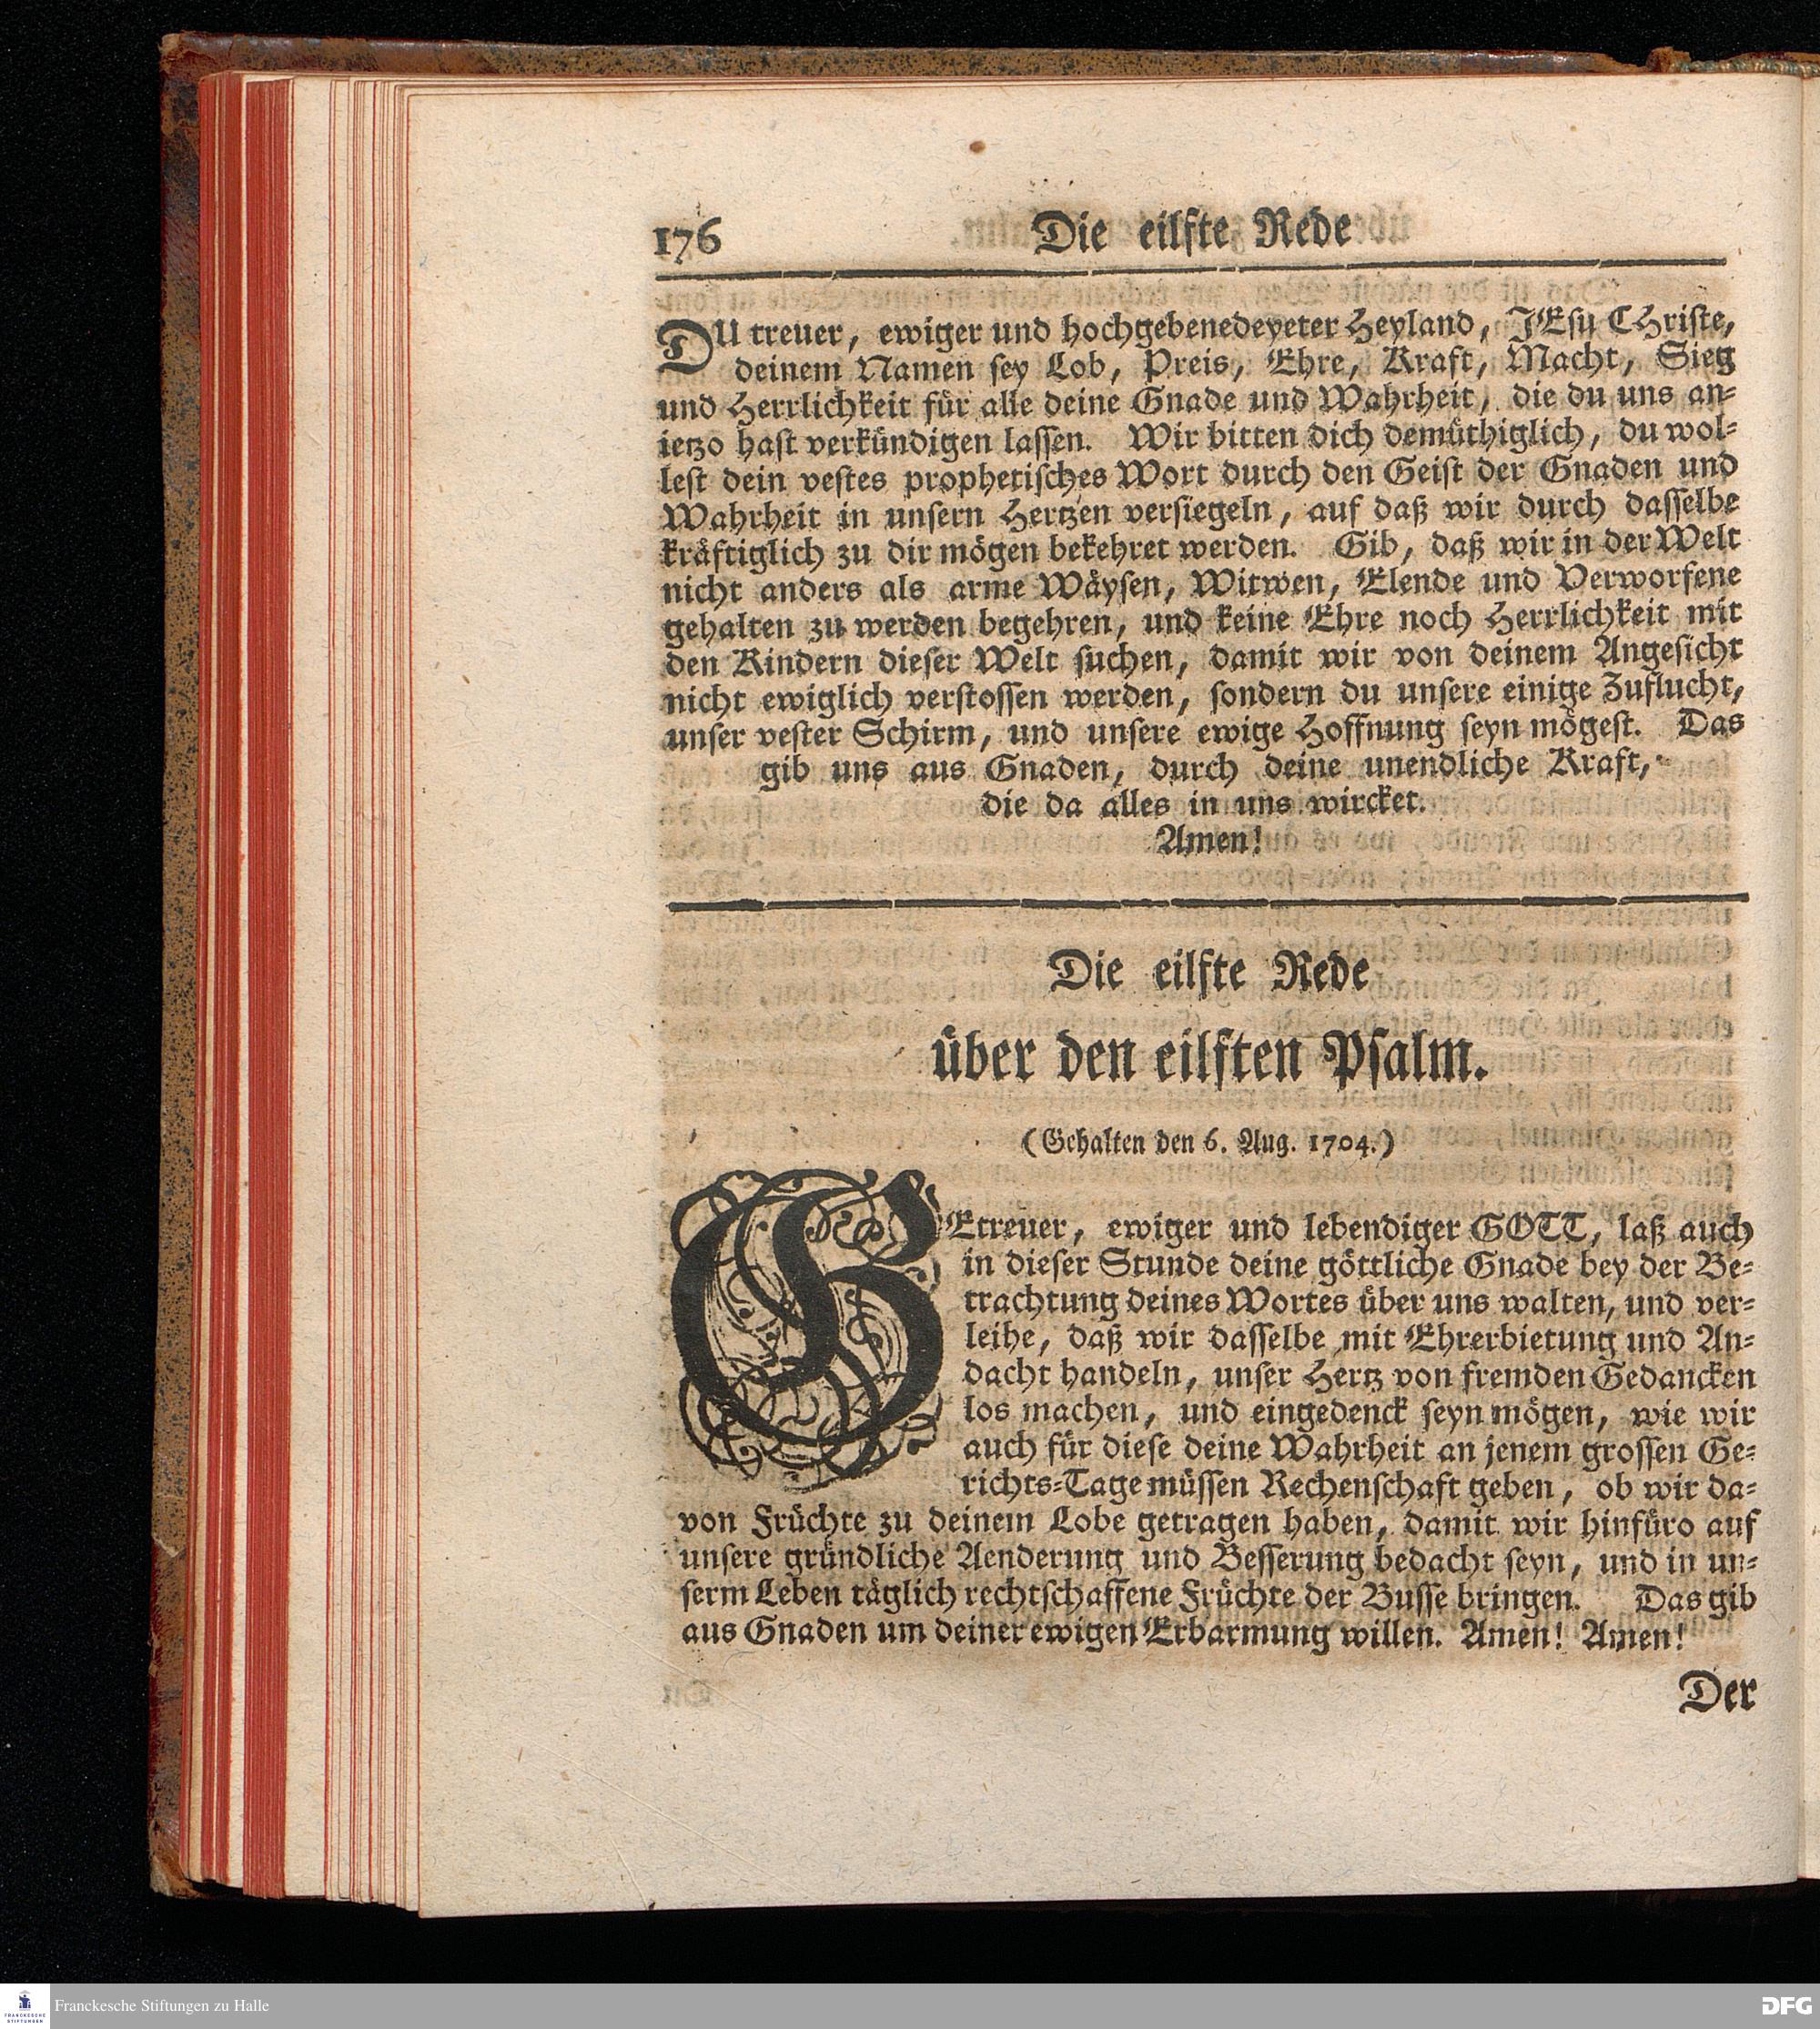 176 Die eilfte Rede
DU treuer, ewiger und hochgebenedeyeter Heyland, JEsu CHriste,
deinem Namen sey Lob, Preis, Ehre, Kraft, Macht, Sieg
und Herrlichkeit für alle deine Gnade und Wahrheit, die du uns an-
ietzo hast verkündigen lassen. Wir bitten dich demüthiglich, du wol-
lest dein vestes prophetisches Wort durch den Geist der Gnaden und
Wahrheit in unsern Hertzen versiegeln, auf daß wir durch dasselbe
kräftiglich zu dir mögen bekehret werden. Gib, daß wir in der Welt
nicht anders als arme Wäysen, Witwen, Elende und Verworfene
gehalten zu werden begehren, und keine Ehre noch Herrlichkeit mit
den Kindern dieser Welt suchen, damit wir von deinem Angesicht
nicht ewiglich verstossen werden, sondern du unsere einige Zuflucht,
unser vester Schirm, und unsere ewige Hoffnung seyn mögest. Das
gib uns aus Gnaden, durch deine unendliche Kraft,
die da alles in uns wircket.
Amen!
Die eilfte Rede
über den eilften Psalm.
(Gehalten den 6. Aug. 1704.)
GEtreuer, ewiger und lebendiger GOTT, laß auch
in dieser Stunde deine göttliche Gnade bey der Be-
trachtung deines Wortes über uns walten, und ver-
leihe, daß wir dasselbe mit Ehrerbietung und An-
dacht handeln, unser Hertz von fremden Gedancken
los machen, und eingedenck seyn mögen, wie wir
auch für diese deine Wahrheit an jenem grossen Ge-
richts-Tage müssen Rechenschaft geben, ob wir da-
von Früchte zu deinem Lobe getragen haben, damit wir hinfüro auf
unsere gründliche Aenderung und Besserung bedacht seyn, und in un-
serm Leben täglich rechtschaffene Früchte der Busse bringen. Das gib
aus Gnaden um deiner ewigen Erbarmung willen. Amen! Amen!
Der
FRANCKESCHE STIFTUNGEN Franckesche Stiftungen zu Halle DFG